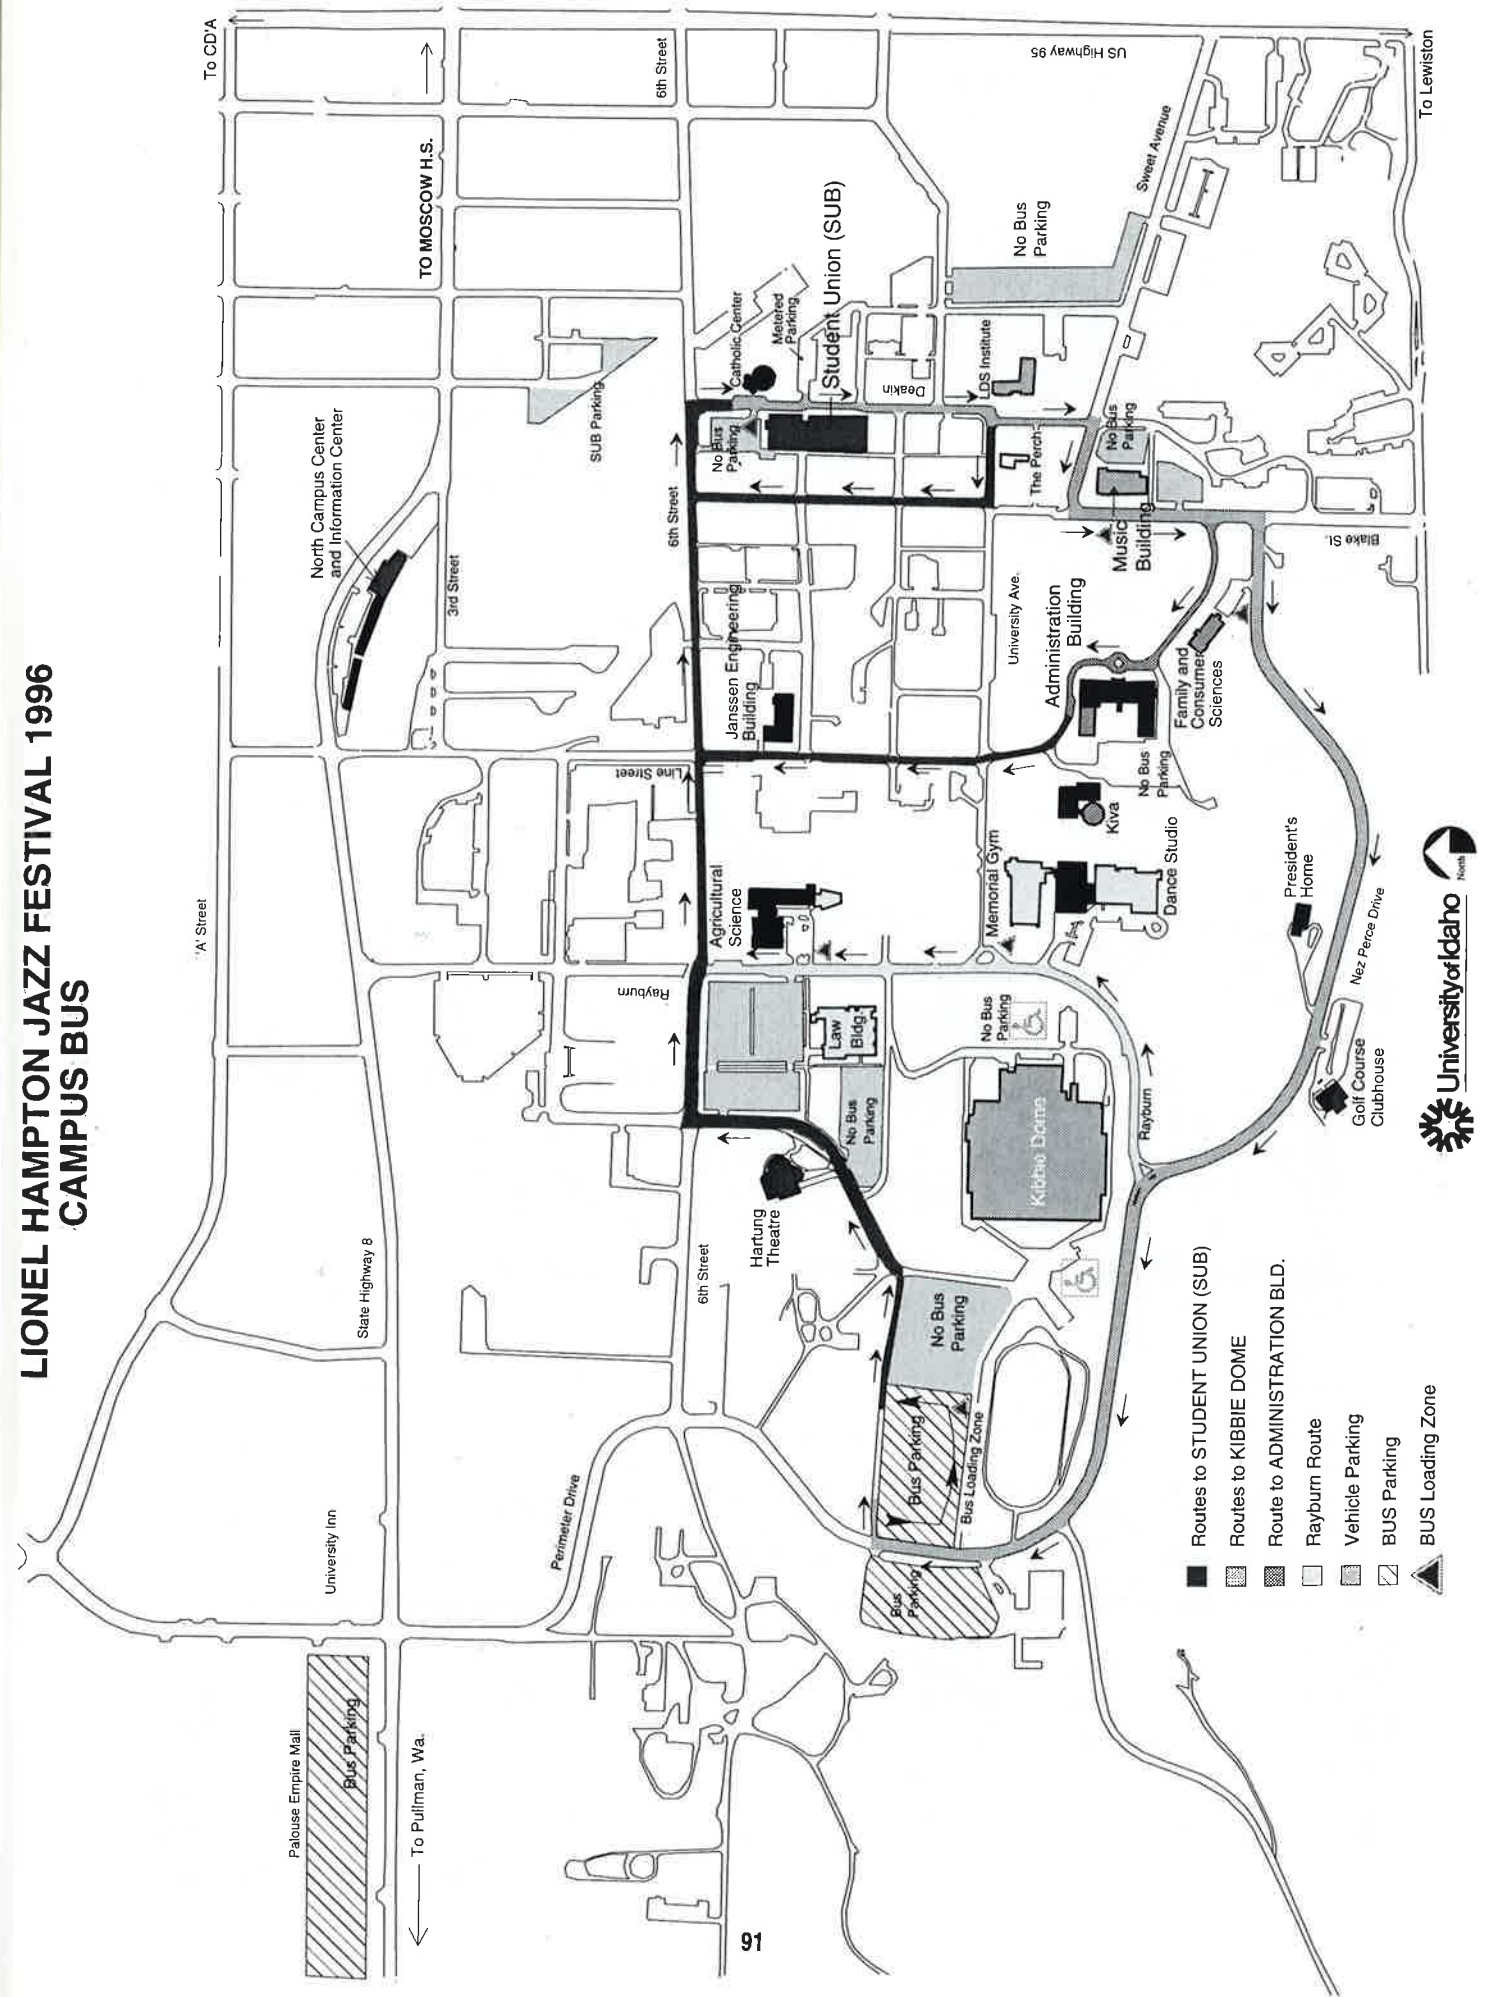 LIONEL HAMPTON JAZZ FESTIVAL 1996
CAMPUS BUS
To CD'A
TO MOSCOW H.S.
6th Street
US Highway 95
To Lewiston
Sweet Avenue
No Bus
Parking
Student Union (SUB)
Metered
Parking
Catholic Center
SUB Parking
Deakin
LDS Institute
North Campus Center
and Information Center
No Bus
Parking
The Perch
No Bus
Parking
3rd Street
6th Street
Music
Building
Blake St.
Janssen Engineering
Building
University Ave.
Administration
Building
Family and
Consumer
Sciences
Line Street
No Bus
Parking
Kiva
'A' Street
Agricultural
Science
Memorial Gym
Dance Studio
President's
Home
Nez Perce Drive
Rayburn
Law
Bldg.
No Bus
Parking
No Bus
Parking
Kibbie Dome
Rayburn
Golf Course
Clubhouse
North
University of Idaho
State Highway 8
6th Street
Hartung
Theatre
No Bus
Parking
University Inn
Perimeter Drive
Bus Parking
Bus Loading Zone
Bus
Parking
Palouse Empire Mall
Bus Parking
To Pullman, Wa.
Routes to STUDENT UNION (SUB)
Routes to KIBBIE DOME
Route to ADMINISTRATION BLD.
Rayburn Route
Vehicle Parking
BUS Parking
BUS Loading Zone
91